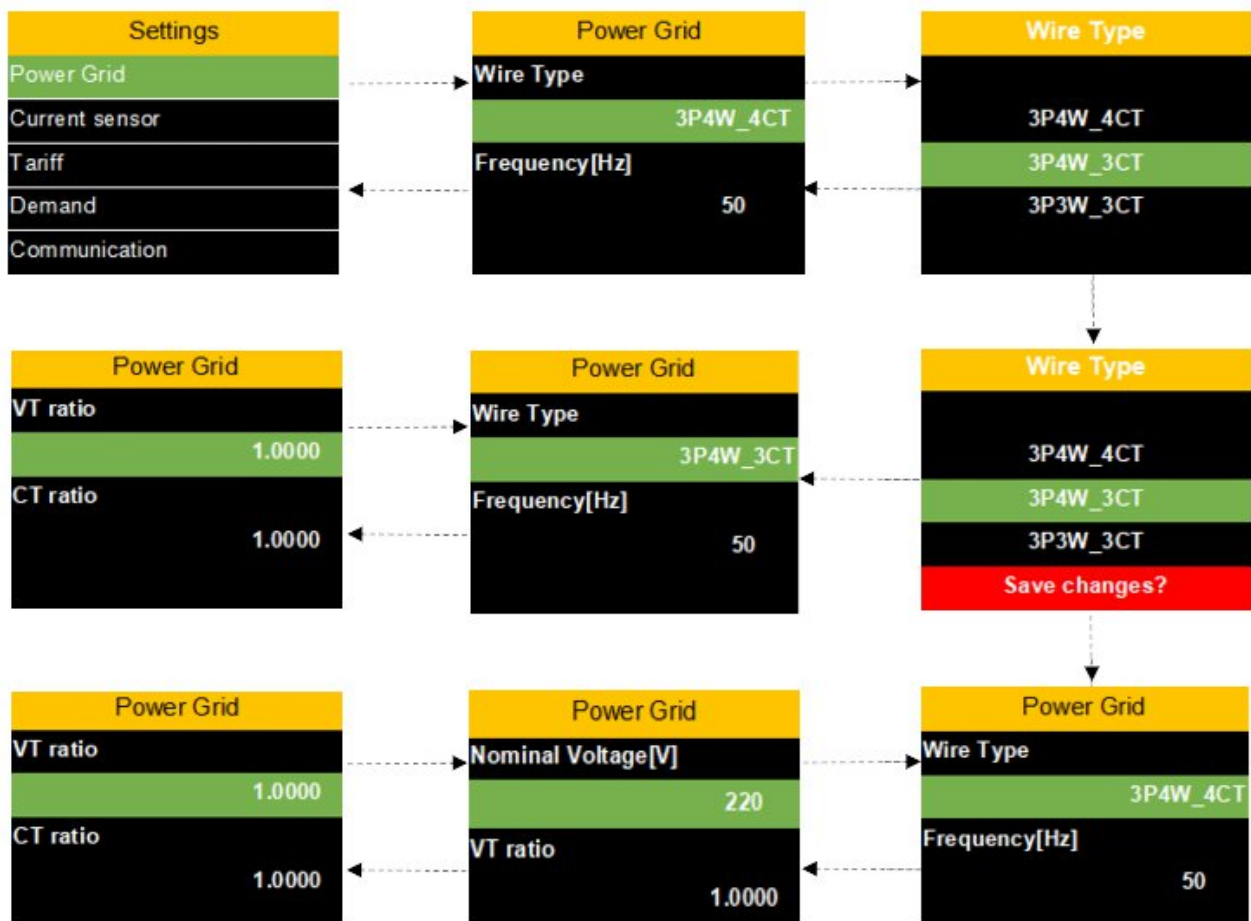 Settings
Power Grid
Current sensor
Tariff
Demand
Communication
Power Grid
Wire Type
3P4W_4CT
Frequency[Hz]
50
Wire Type
3P4W_4CT
3P4W_3CT
3P3W_3CT
Power Grid
VT ratio
1.0000
CT ratio
1.0000
Power Grid
Wire Type
3P4W_3CT
Frequency[Hz]
50
Wire Type
3P4W_4CT
3P4W_3CT
3P3W_3CT
Save changes?
Power Grid
VT ratio
1.0000
CT ratio
1.0000
Power Grid
Nominal Voltage[V]
220
VT ratio
1.0000
Power Grid
Wire Type
3P4W_4CT
Frequency[Hz]
50